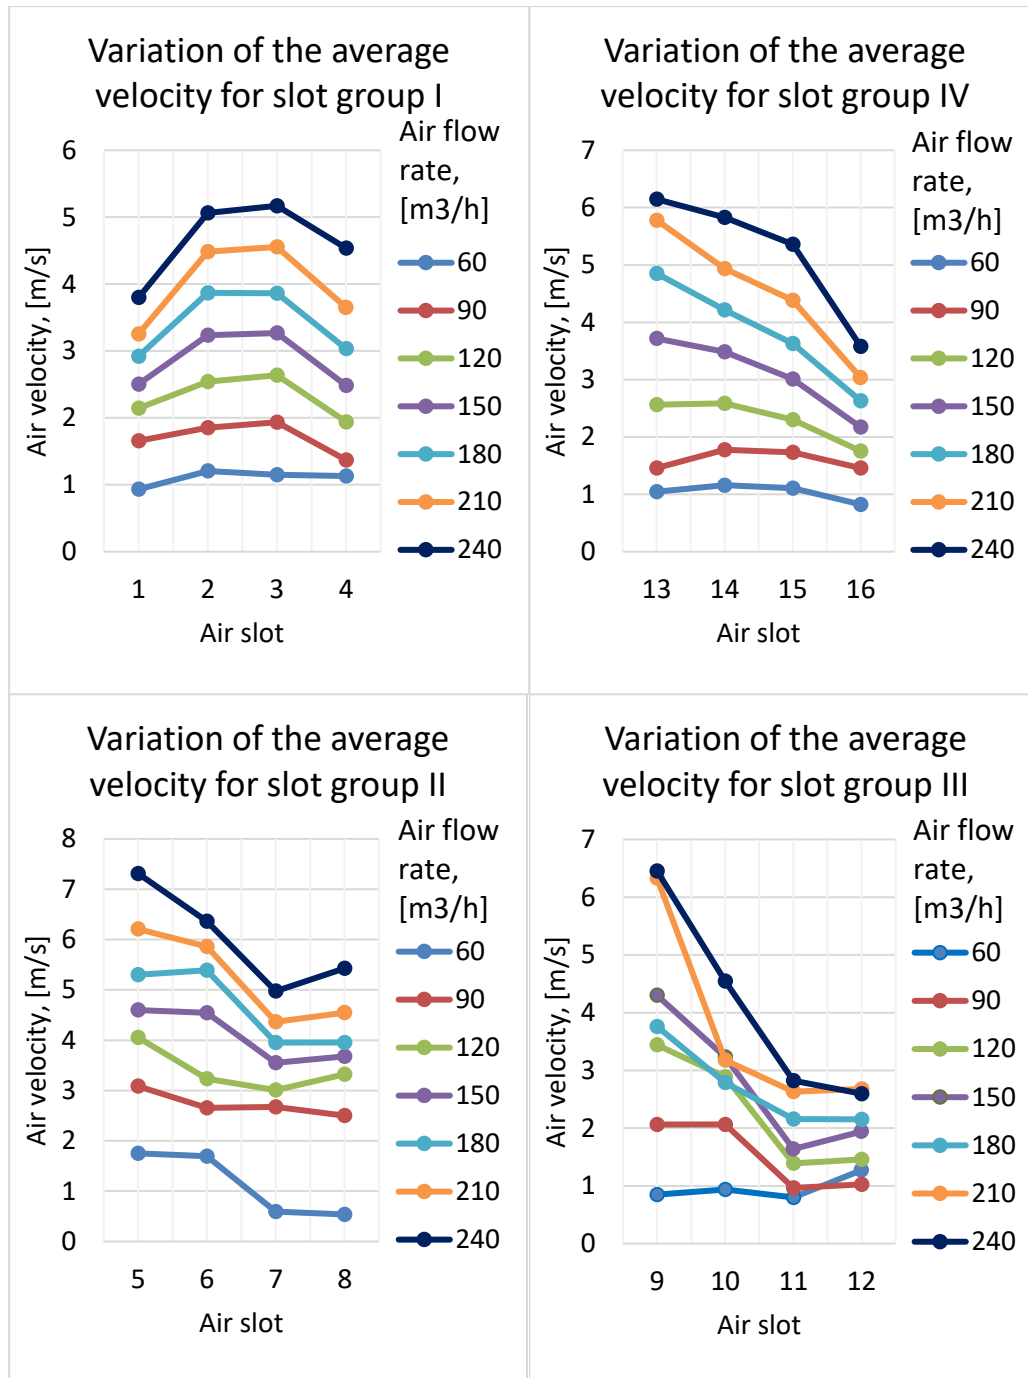 Variation of the average
velocity for slot group I
Air flow
rate,
[m3/h]
6
5
4
3
2
1
0
Air velocity, [m/s]
1 2 3 4
Air slot
60
90
120
150
180
210
240
Variation of the average
velocity for slot group IV
Air flow
rate,
[m3/h]
7
6
5
4
3
2
1
0
Air velocity, [m/s]
13 14 15 16
Air slot
60
90
120
150
180
210
240
Variation of the average
velocity for slot group II
Air flow
rate,
[m3/h]
8
7
6
5
4
3
2
1
0
Air velocity, [m/s]
5 6 7 8
Air slot
60
90
120
150
180
210
240
Variation of the average
velocity for slot group III
Air flow
rate,
[m3/h]
7
6
5
4
3
2
1
0
Air velocity, [m/s]
9 10 11 12
Air slot
60
90
120
150
180
210
240